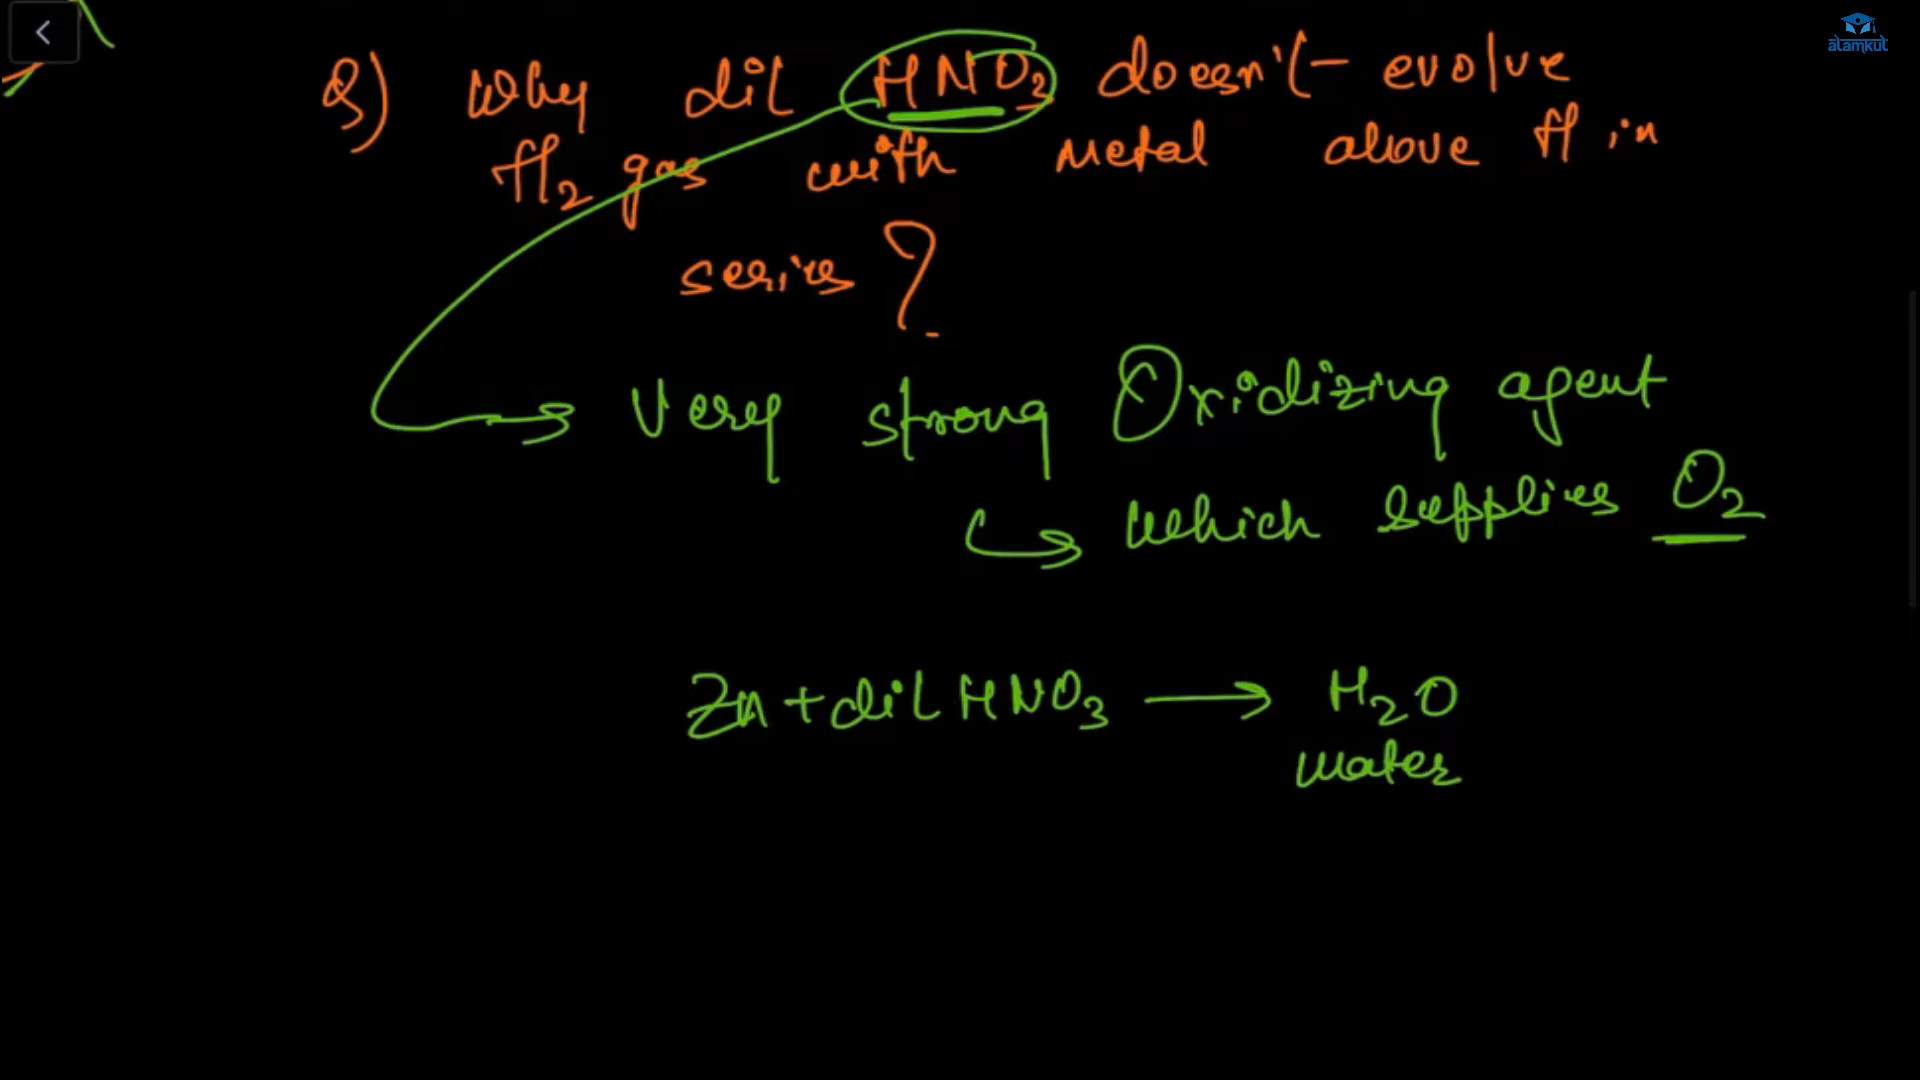 Q) Why dil HNO3 doesn't evolve
H2 gas with metal above H in
series ?
Very strong Oxidizing agent
which supplies O2
Zn + dil HNO3 → H2O
water
alamkul